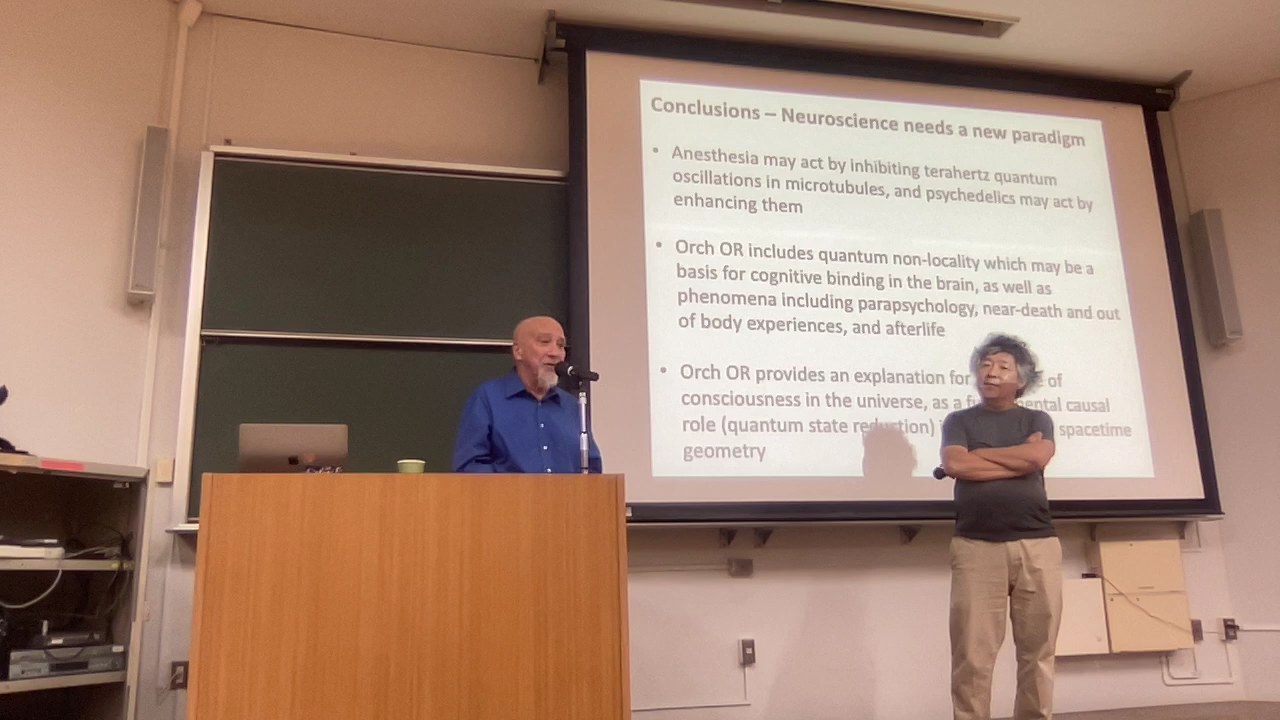 Conclusions – Neuroscience needs a new paradigm
• Anesthesia may act by inhibiting terahertz quantum
oscillations in microtubules, and psychedelics may act by
enhancing them
• Orch OR includes quantum non-locality which may be a
basis for cognitive binding in the brain, as well as
phenomena including parapsychology, near-death and out
of body experiences, and afterlife
• Orch OR provides an explanation for of
consciousness in the universe, as a causal
role (quantum state reduction) spacetime
geometry